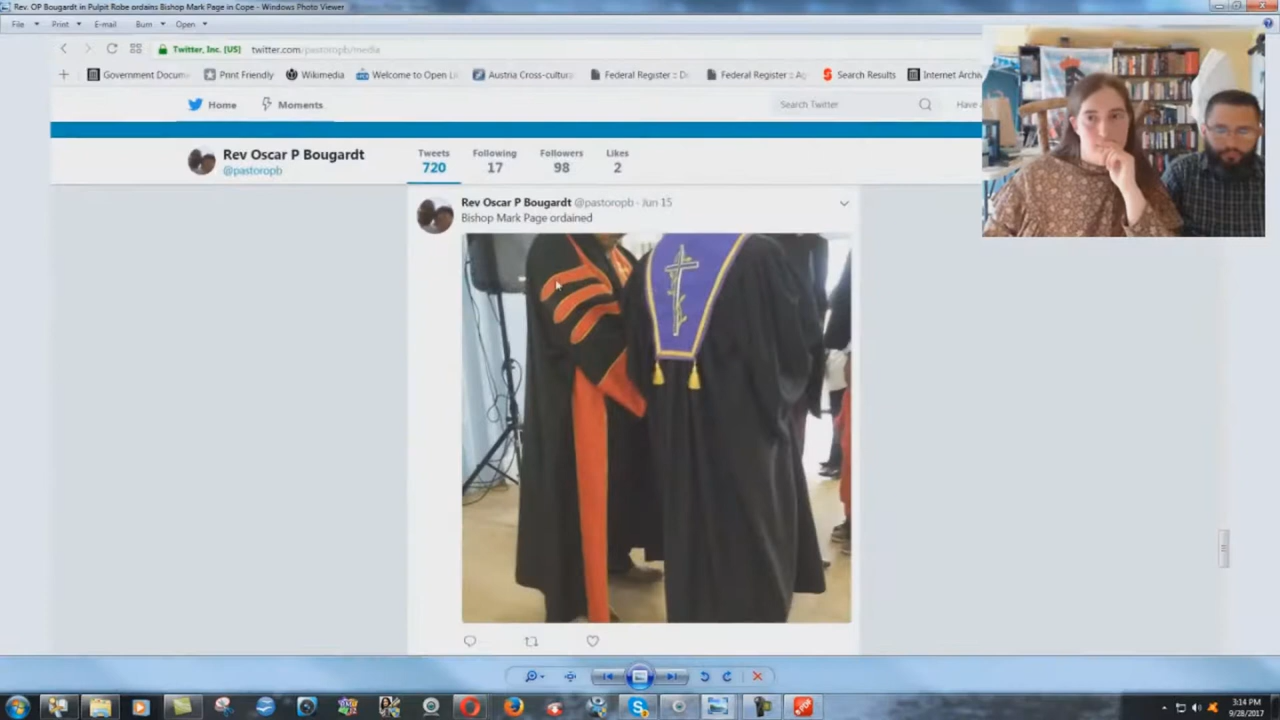 Rev. OP Bougardt in Pulpit Robe ordains Bishop Mark Page in Cope - Windows Photo Viewer
File Print E-mail Burn Open
Twitter, Inc. [US] twitter.com/pastoropb/media
Government Docum Print Friendly Wikimedia Welcome to Open Li Austria Cross-cultura Federal Register :: D Federal Register :: Ag Search Results Internet Archiv
Home Moments Search Twitter Have
Tweets Following Followers Likes
Rev Oscar P Bougardt 720 17 98 2
@pastoropb
Rev Oscar P Bougardt @pastoropb · Jun 15
Bishop Mark Page ordained
3:14 PM
9/28/2017